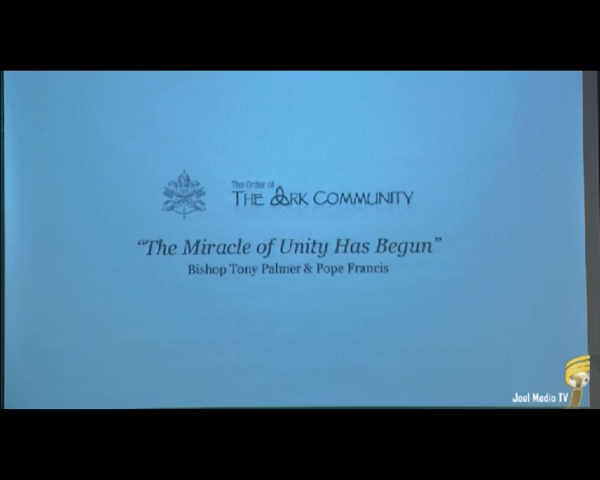 The Order of
THE ARK COMMUNITY
“The Miracle of Unity Has Begun”
Bishop Tony Palmer & Pope Francis
Joel Media TV